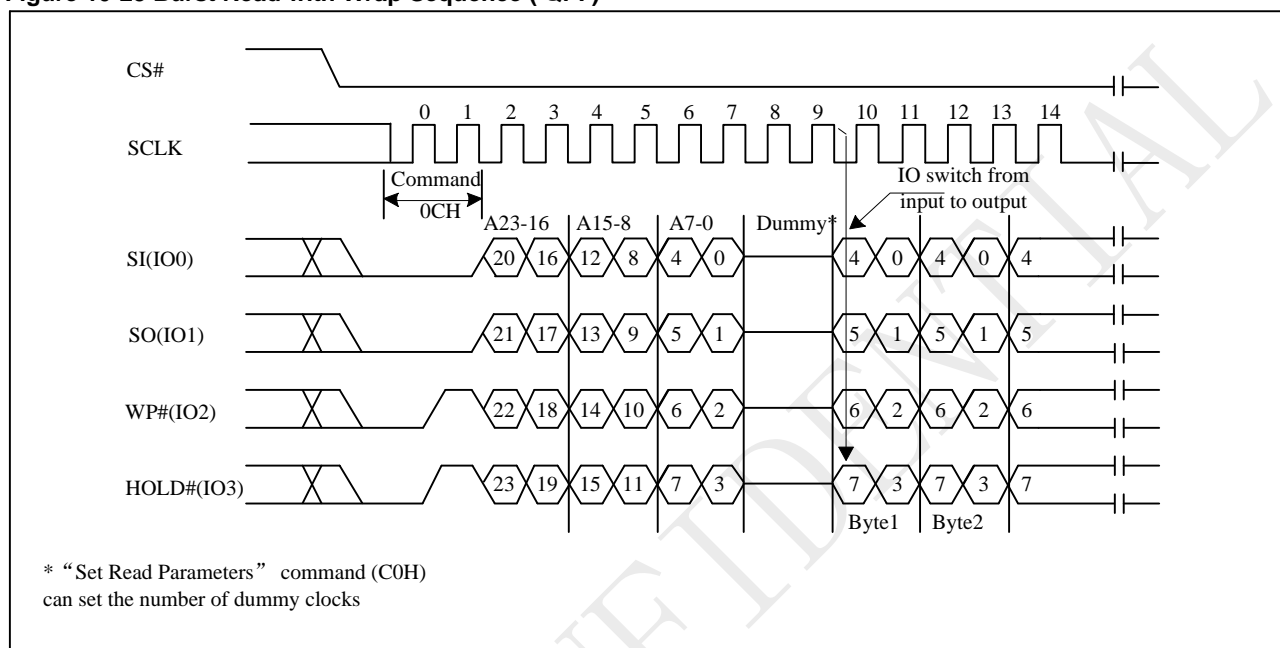 Figure 10-20 Burst Read with Wrap Sequence (QPI)
CS#
SCLK
0 1 2 3 4 5 6 7 8 9 10 11 12 13 14
Command
0CH
IO switch from
input to output
A23-16 A15-8 A7-0 Dummy*
SI(IO0) 20 16 12 8 4 0 4 0 4 0 4
SO(IO1) 21 17 13 9 5 1 5 1 5 1 5
WP#(IO2) 22 18 14 10 6 2 6 2 6 2 6
HOLD#(IO3) 23 19 15 11 7 3 7 3 7 3 7
Byte1 Byte2
* “Set Read Parameters” command (C0H)
can set the number of dummy clocks
FIDENTIAL